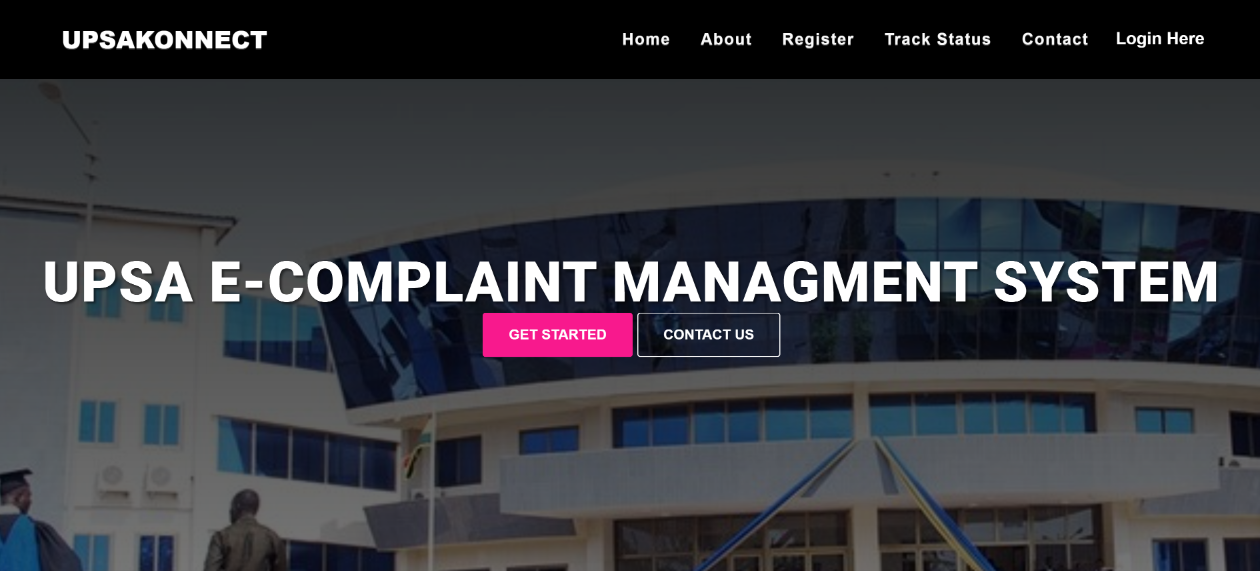 UPSAKONNECT
Home About Register Track Status Contact Login Here
UPSA E-COMPLAINT MANAGMENT SYSTEM
GET STARTED CONTACT US